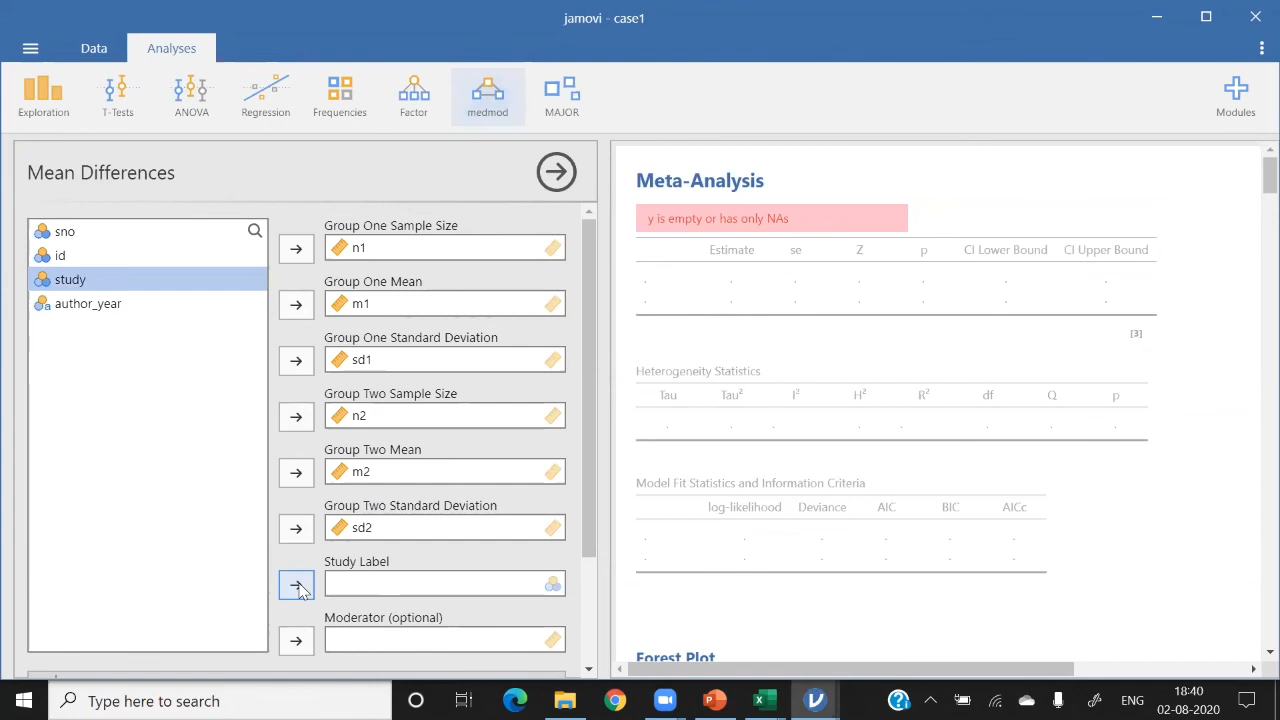 jamovi - case1
Data
Analyses
Exploration
T-Tests
ANOVA
Regression
Frequencies
Factor
medmod
MAJOR
Modules
Mean Differences
sno
id
study
author_year
Group One Sample Size
n1
Group One Mean
m1
Group One Standard Deviation
sd1
Group Two Sample Size
n2
Group Two Mean
m2
Group Two Standard Deviation
sd2
Study Label
Moderator (optional)
Meta-Analysis
y is empty or has only NAs
Estimate se Z p CI Lower Bound CI Upper Bound
[3]
Heterogeneity Statistics
Tau Tau² I² H² R² df Q p
Model Fit Statistics and Information Criteria
log-likelihood Deviance AIC BIC AICc
Forest Plot
Type here to search
ENG
18:40
02-08-2020